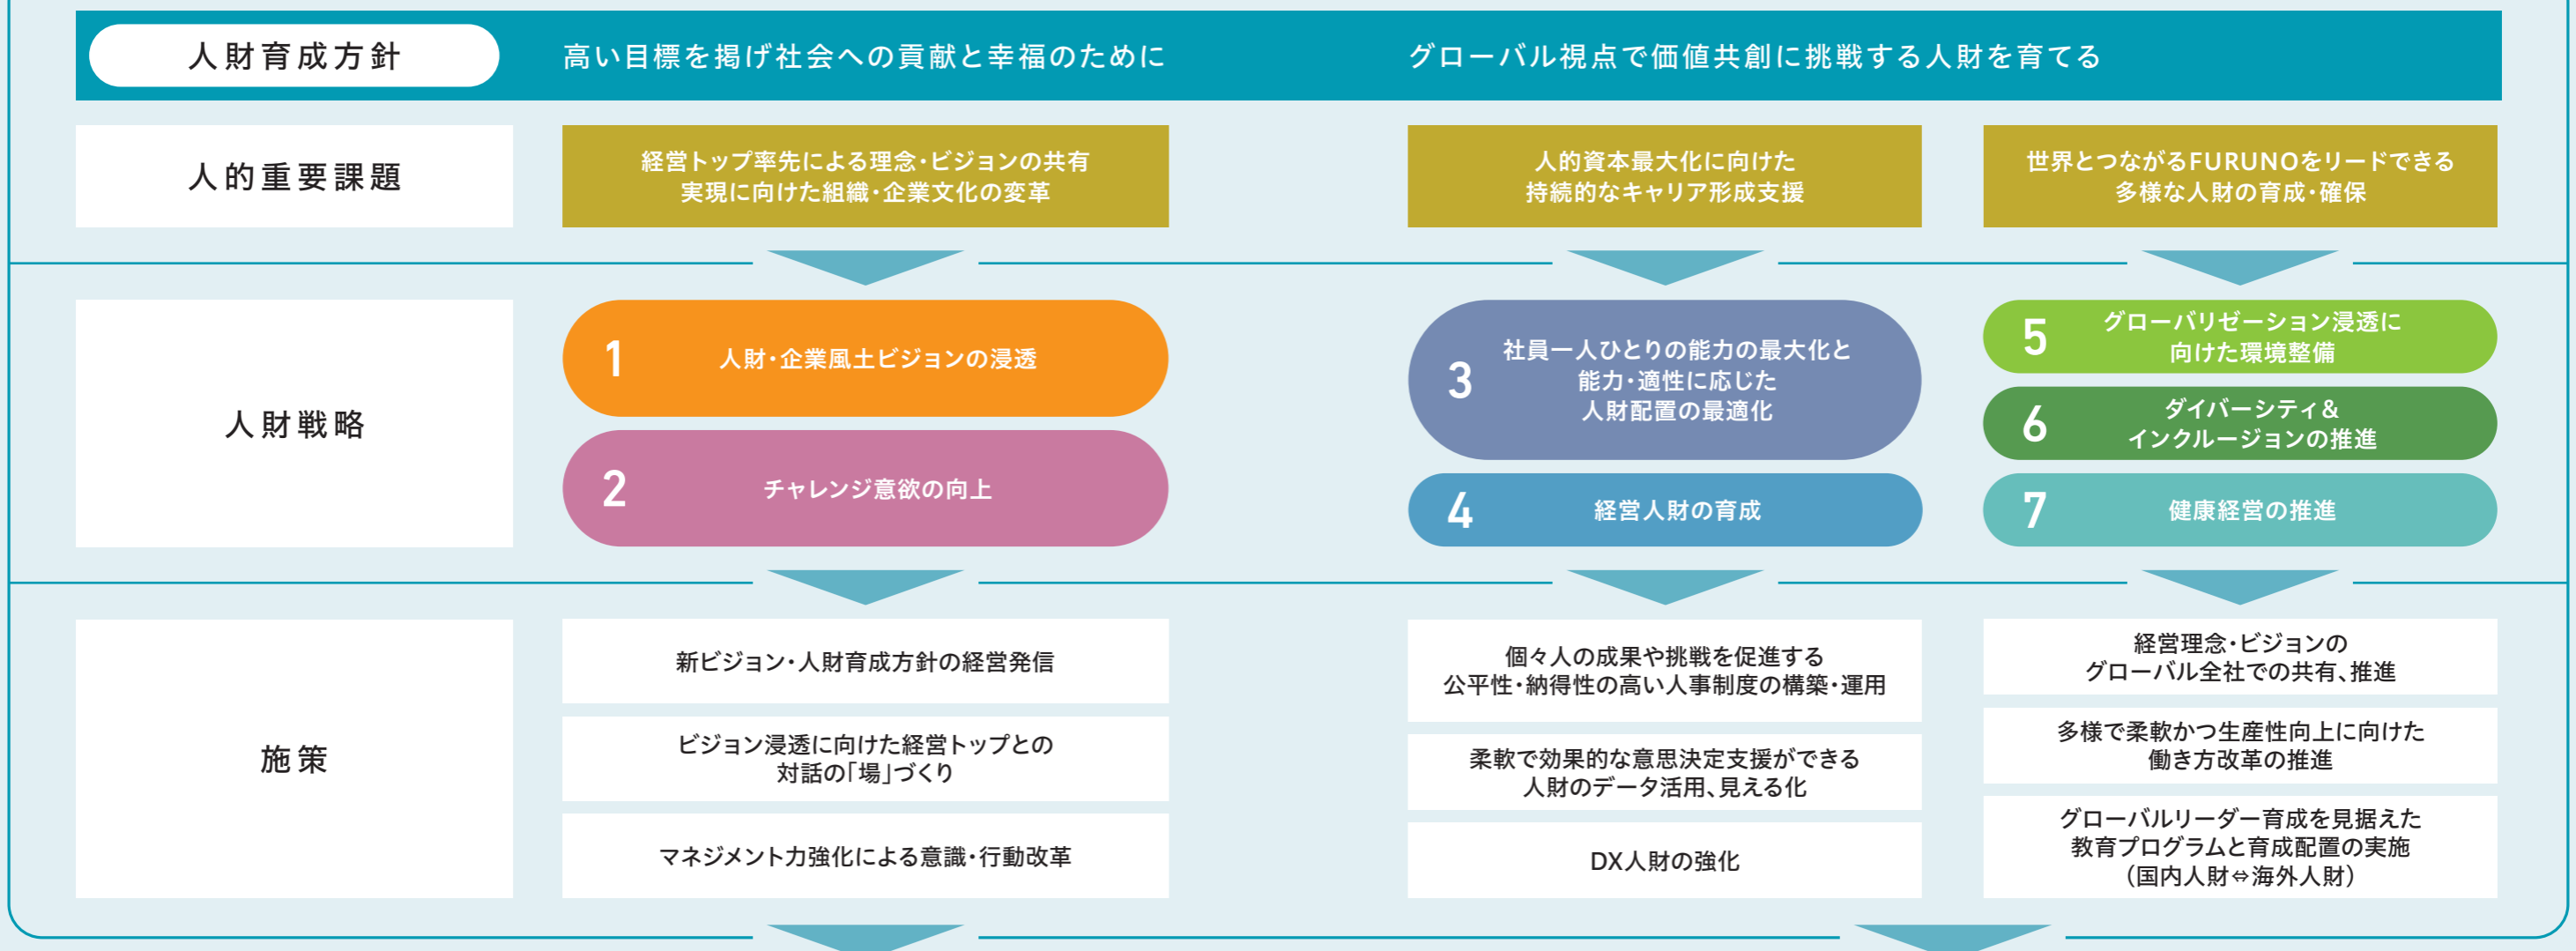 人財育成方針
高い目標を掲げ社会への貢献と幸福のために
グローバル視点で価値共創に挑戦する人財を育てる
人的重要課題
経営トップ率先による理念・ビジョンの共有
実現に向けた組織・企業文化の変革
人的資本最大化に向けた
持続的なキャリア形成支援
世界とつながるFURUNOをリードできる
多様な人財の育成・確保
人財戦略
1 人財・企業風土ビジョンの浸透
2 チャレンジ意欲の向上
3 社員一人ひとりの能力の最大化と
能力・適性に応じた
人財配置の最適化
4 経営人財の育成
5 グローバリゼーション浸透に
向けた環境整備
6 ダイバーシティ&
インクルージョンの推進
7 健康経営の推進
施策
新ビジョン・人財育成方針の経営発信
ビジョン浸透に向けた経営トップとの
対話の「場」づくり
マネジメント力強化による意識・行動改革
個々人の成果や挑戦を促進する
公平性・納得性の高い人事制度の構築・運用
柔軟で効果的な意思決定支援ができる
人財のデータ活用、見える化
DX人財の強化
経営理念・ビジョンの
グローバル全社での共有、推進
多様で柔軟かつ生産性向上に向けた
働き方改革の推進
グローバルリーダー育成を見据えた
教育プログラムと育成配置の実施
(国内人財⇔海外人財)